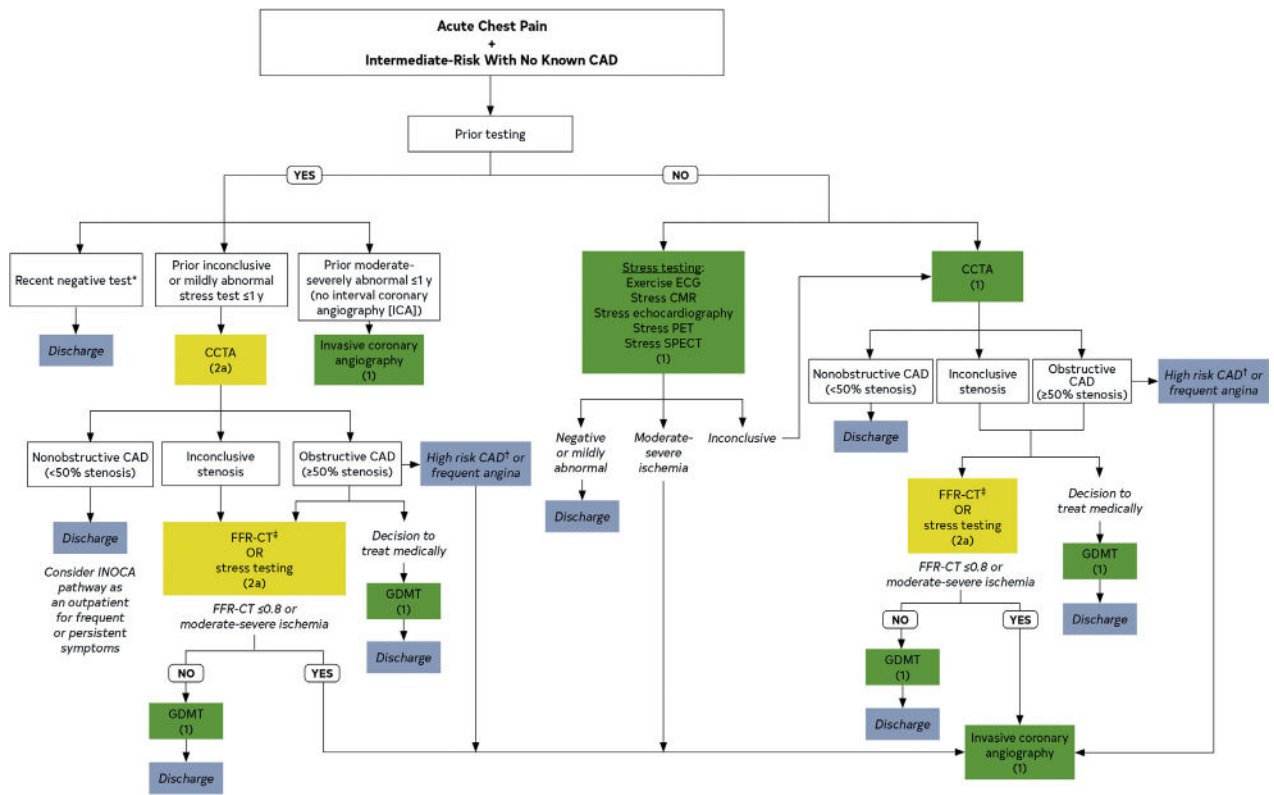 Acute Chest Pain
+
Intermediate-Risk With No Known CAD
Prior testing
YES
NO
Recent negative test*
Prior inconclusive
or mildly abnormal
stress test ≤1 y
Prior moderate-
severely abnormal ≤1 y
(no interval coronary
angiography [ICA])
Discharge
CCTA
(2a)
Invasive coronary
angiography
(1)
Nonobstructive CAD
(<50% stenosis)
Inconclusive
stenosis
Obstructive CAD
(≥50% stenosis)
High risk CAD† or
frequent angina
Discharge
Consider INOCA
pathway as
an outpatient
for frequent
or persistent
symptoms
FFR-CT‡
OR
stress testing
(2a)
Decision to
treat medically
GDMT
(1)
Discharge
FFR-CT ≤0.8 or
moderate-severe ischemia
NO
YES
GDMT
(1)
Discharge
Stress testing:
Exercise ECG
Stress CMR
Stress echocardiography
Stress PET
Stress SPECT
(1)
Negative
or mildly
abnormal
Moderate-
severe
ischemia
Inconclusive
Discharge
CCTA
(1)
Nonobstructive CAD
(<50% stenosis)
Inconclusive
stenosis
Obstructive
CAD
(≥50% stenosis)
High risk CAD† or
frequent angina
Discharge
FFR-CT‡
OR
stress testing
(2a)
Decision to
treat medically
GDMT
(1)
Discharge
FFR-CT ≤0.8 or
moderate-severe ischemia
NO
YES
GDMT
(1)
Discharge
Invasive coronary
angiography
(1)